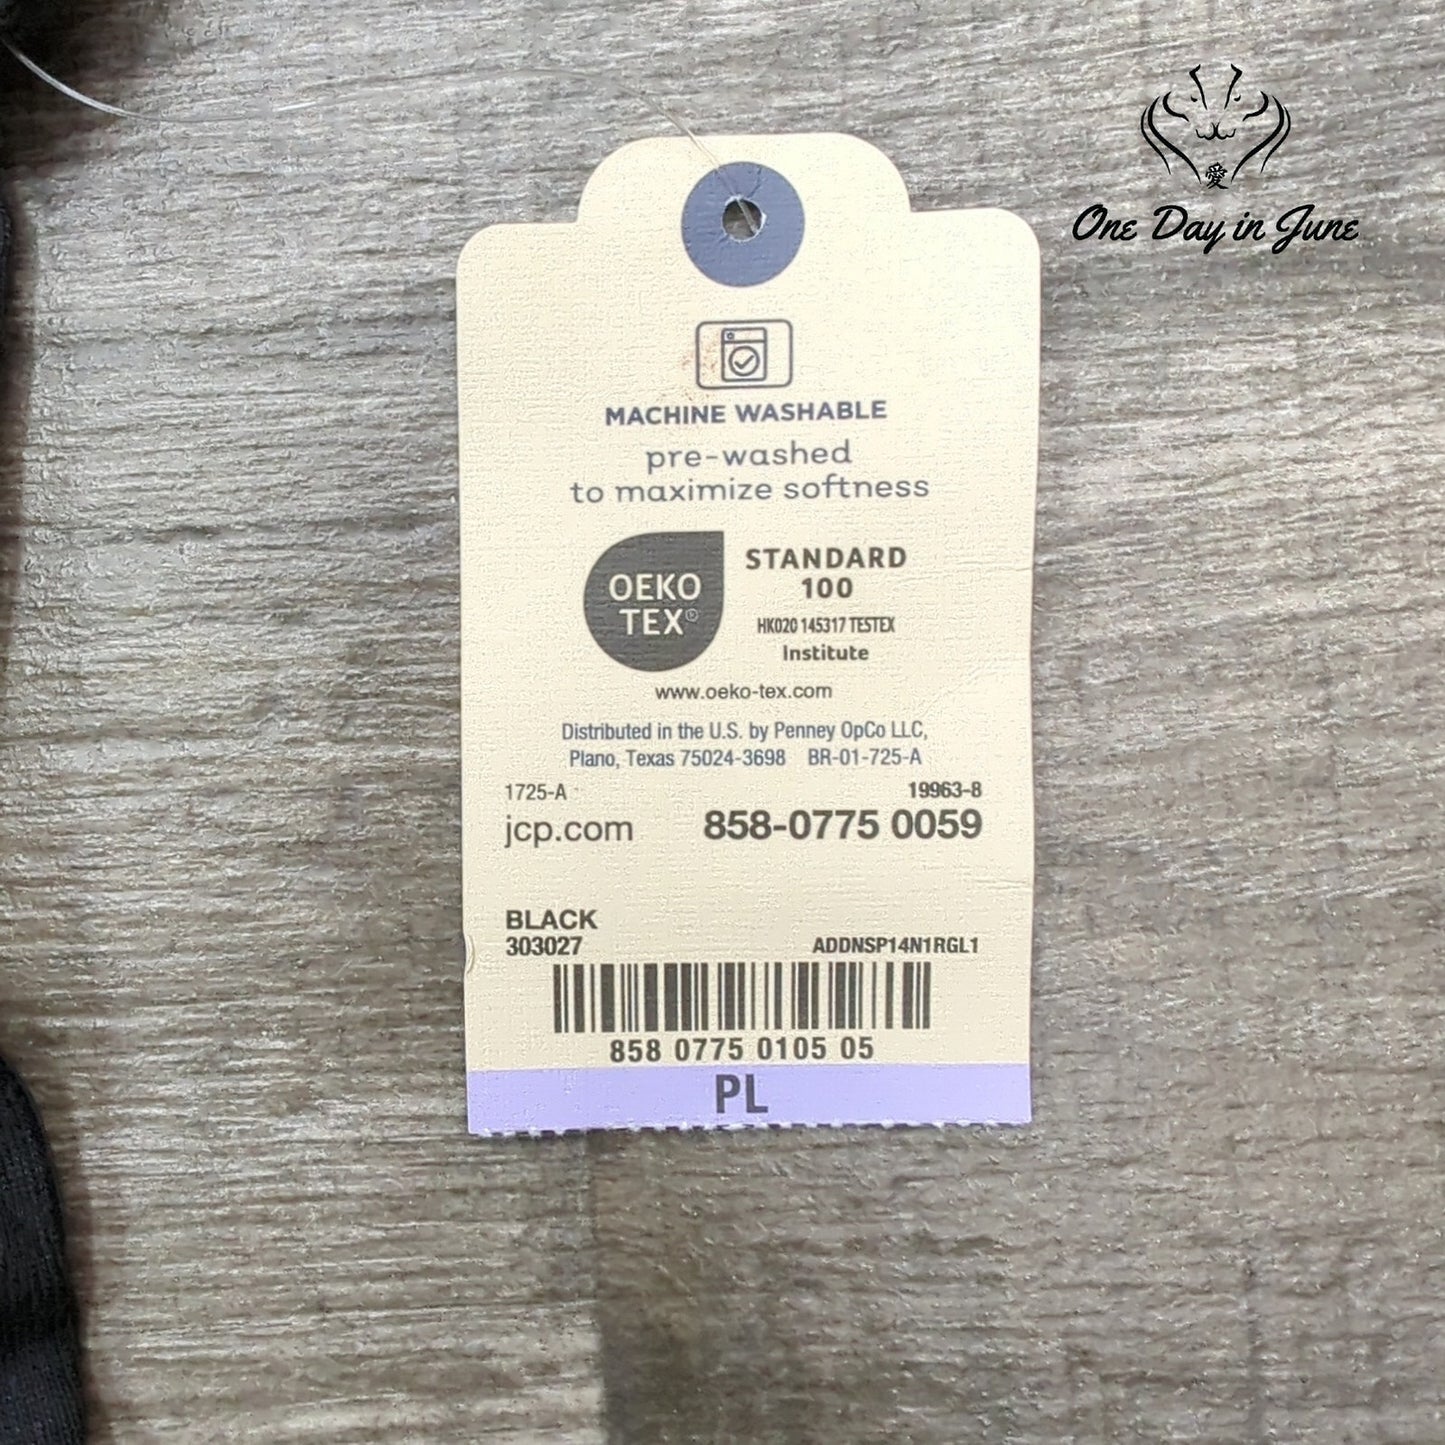 愛
One Day in June
MACHINE WASHABLE
pre-washed
to maximize softness
OEKO
TEX®
STANDARD
100
HK020 145317 TESTEX
Institute
www.oeko-tex.com
Distributed in the U.S. by Penney OpCo LLC,
Plano, Texas 75024-3698 BR-01-725-A
1725-A 19963-8
jcp.com 858-0775 0059
BLACK
303027 ADDNSP14N1RGL1
858 0775 0105 05
PL